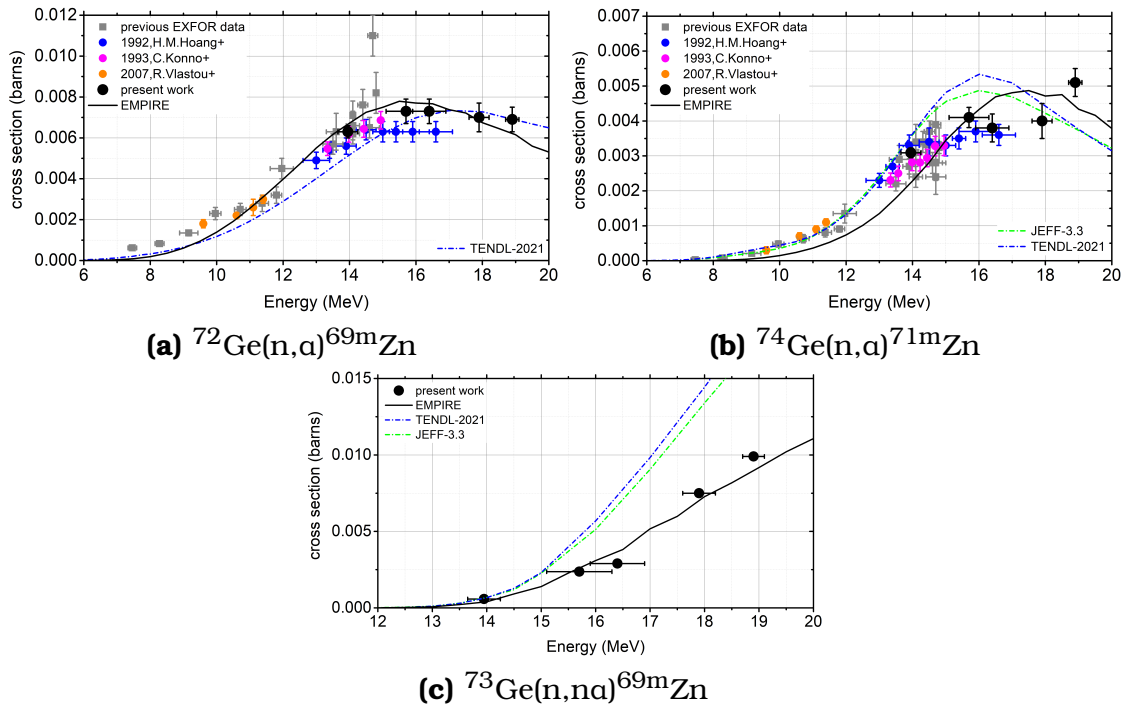 0.012
0.010
0.008
0.006
0.004
0.002
0.000
cross section (barns)
previous EXFOR data
1992,H.M.Hoang+
1993,C.Konno+
2007,R.Vlastou+
present work
EMPIRE
TENDL-2021
6 8 10 12 14 16 18 20
Energy (MeV)
(a) ⁷²Ge(n,α)⁶⁹ᵐZn
0.007
0.006
0.005
0.004
0.003
0.002
0.001
0.000
cross section (barns)
previous EXFOR data
1992,H.M.Hoang+
1993,C.Konno+
2007,R.Vlastou+
present work
EMPIRE
JEFF-3.3
TENDL-2021
6 8 10 12 14 16 18 20
Energy (Mev)
(b) ⁷⁴Ge(n,α)⁷¹ᵐZn
0.015
0.010
0.005
0.000
cross section (barns)
present work
EMPIRE
TENDL-2021
JEFF-3.3
12 13 14 15 16 17 18 19 20
Energy (MeV)
(c) ⁷³Ge(n,nα)⁶⁹ᵐZn